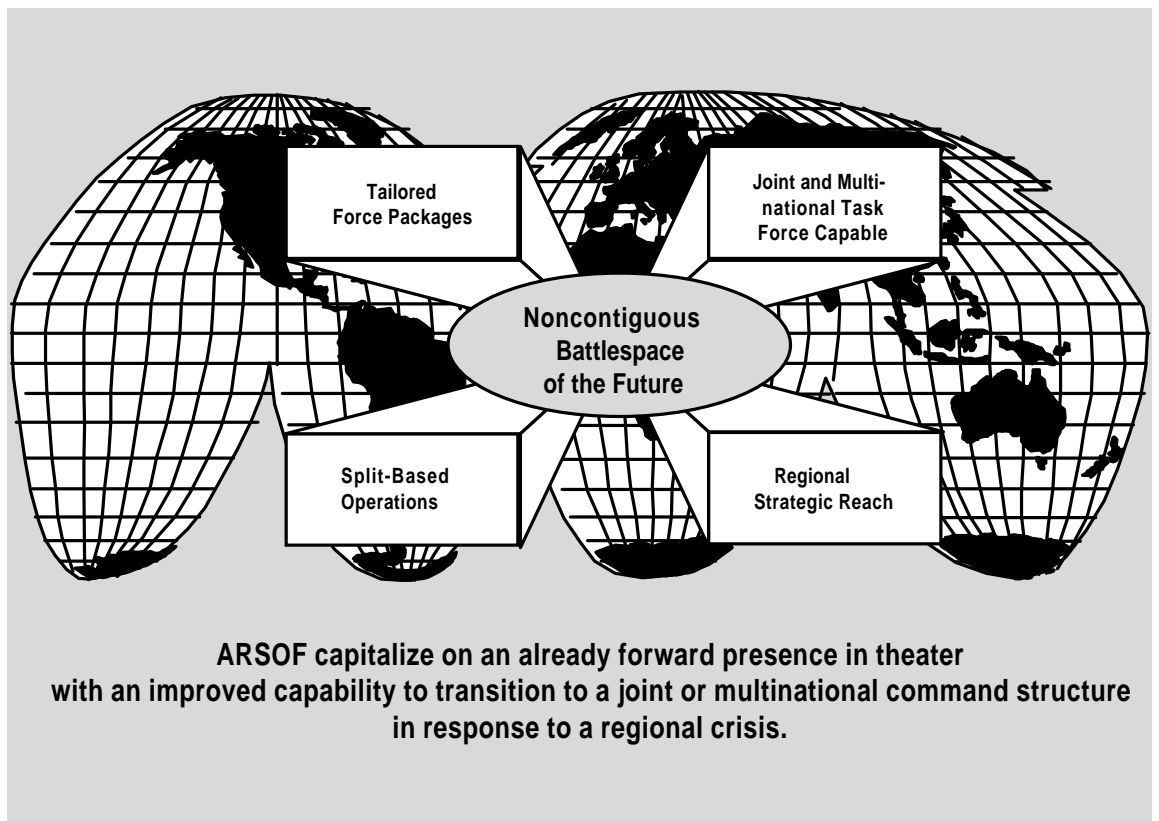 Tailored
Force Packages
Joint and Multi-
national Task
Force Capable
Noncontiguous
Battlespace
of the Future
Split-Based
Operations
Regional
Strategic Reach
ARSOF capitalize on an already forward presence in theater
with an improved capability to transition to a joint or multinational command structure
in response to a regional crisis.